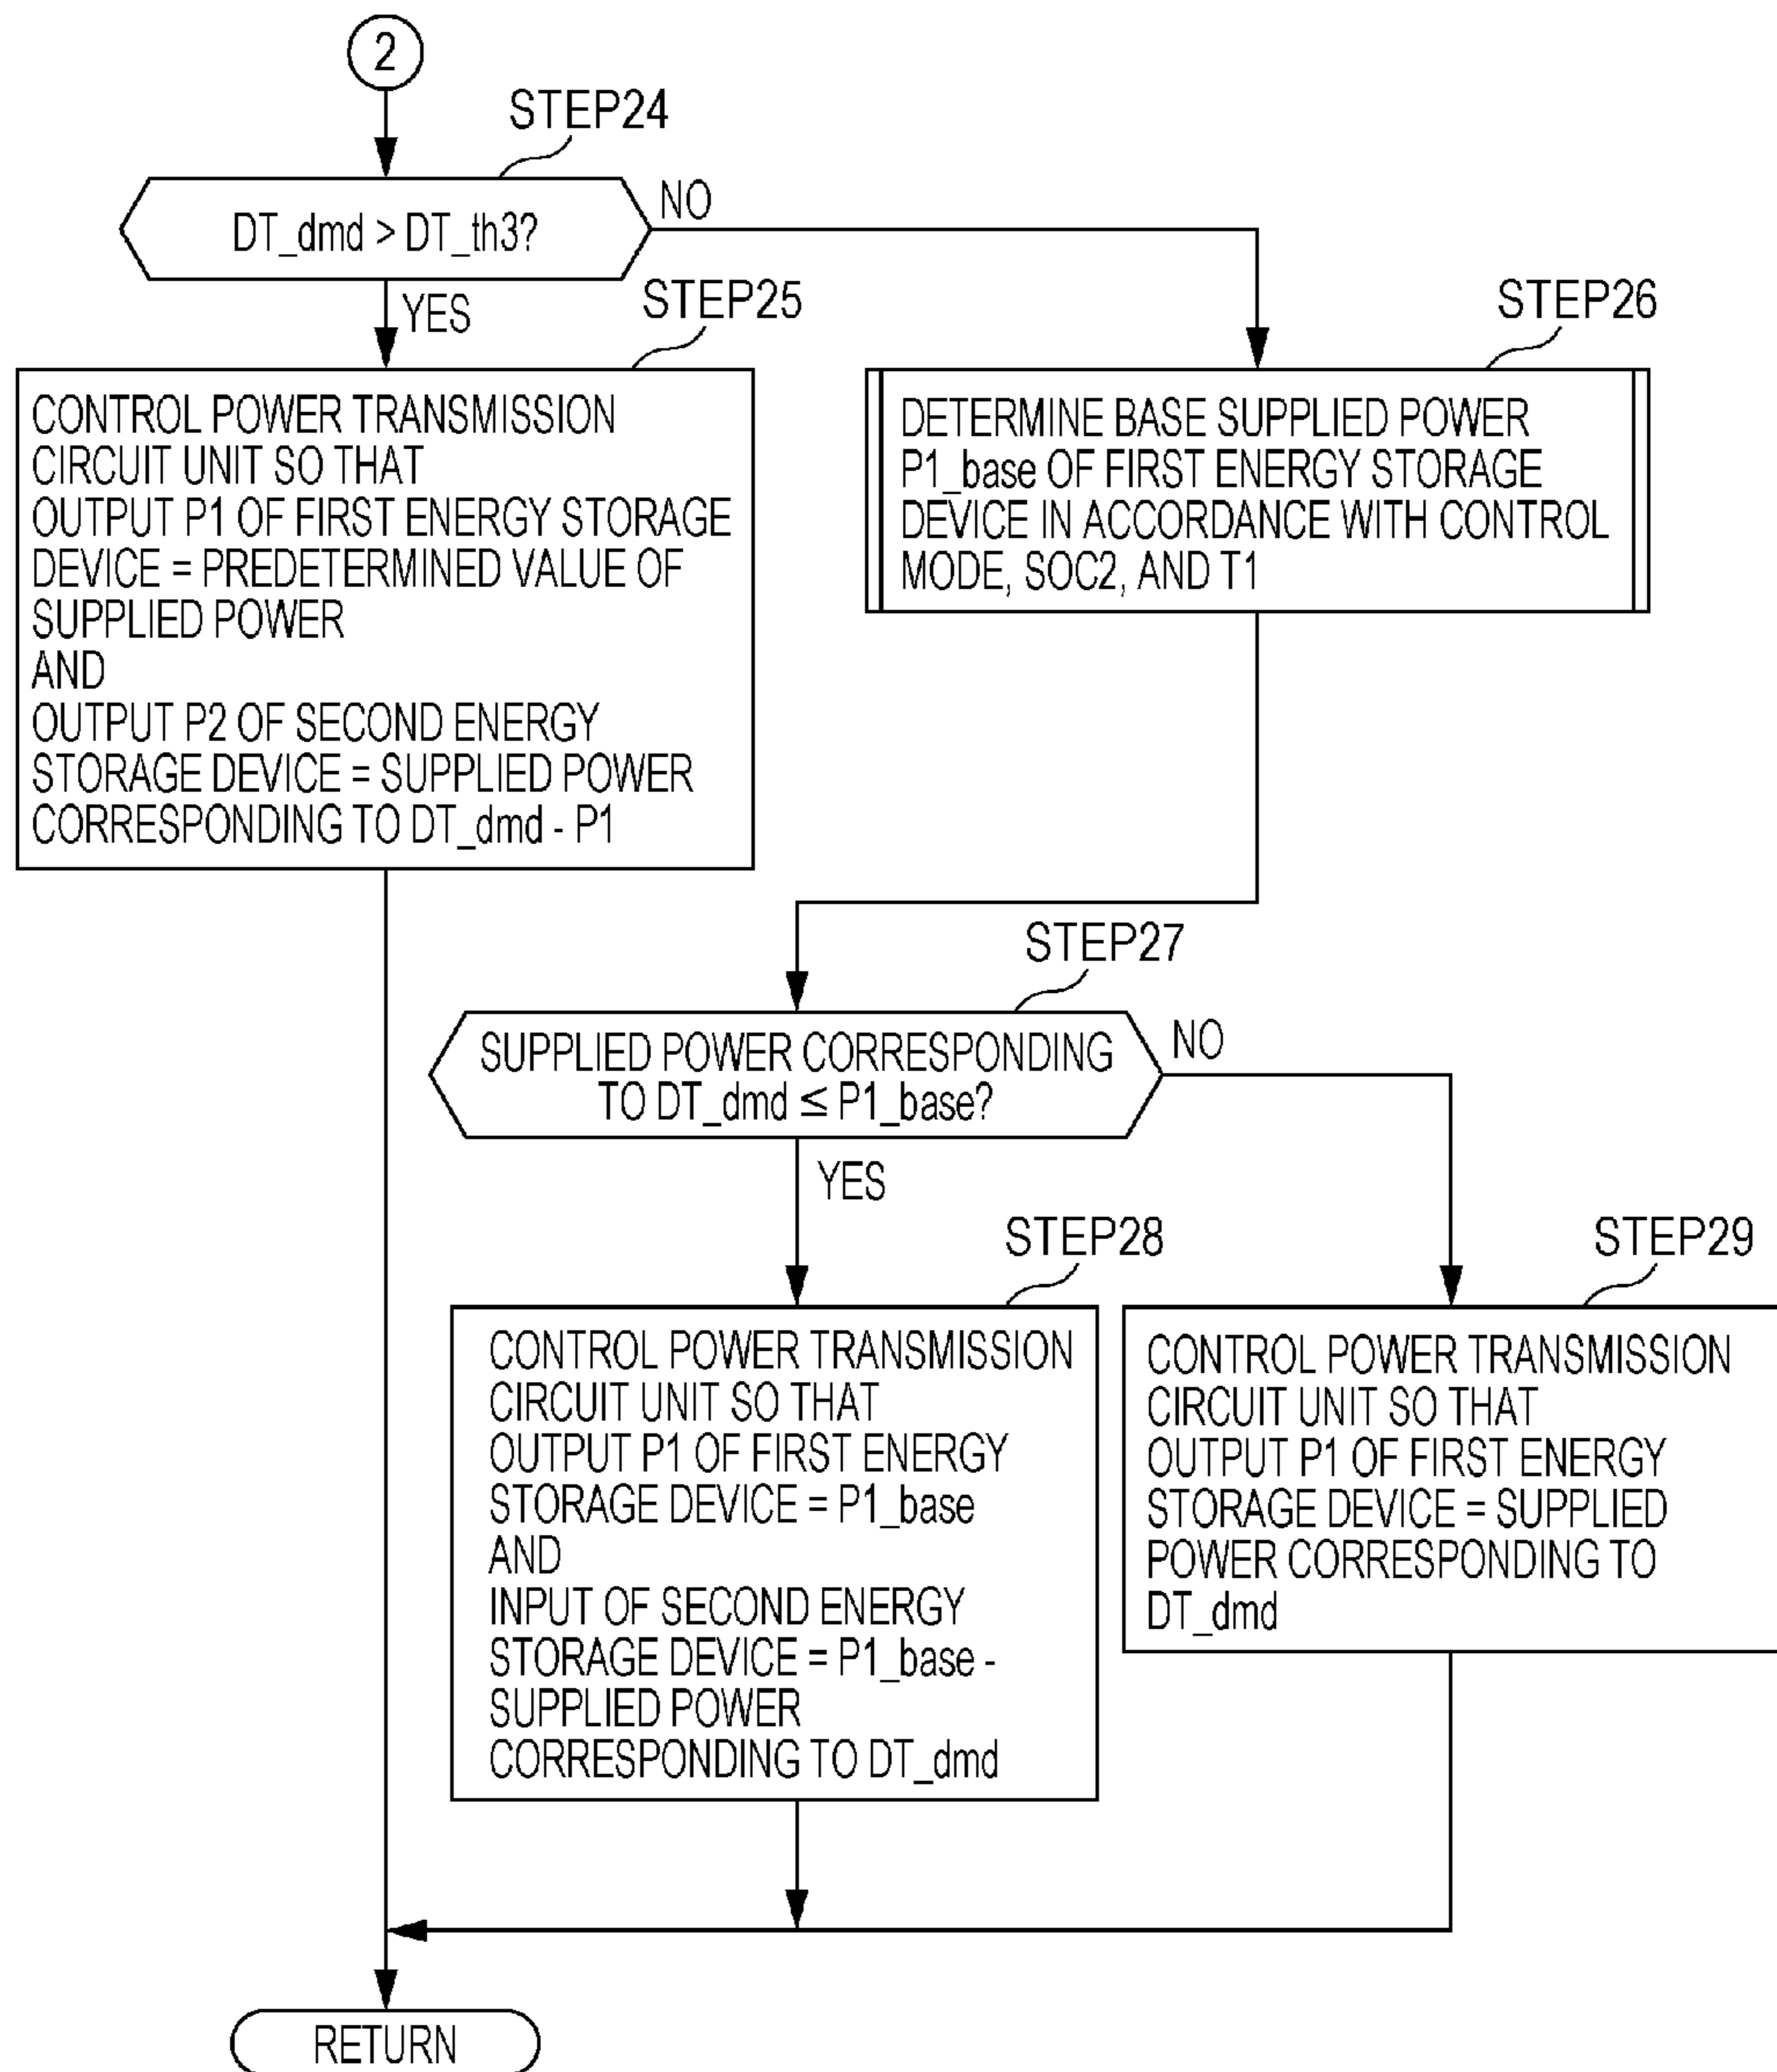 2
STEP24
DT_dmd > DT_th3?
NO
YES
STEP25
CONTROL POWER TRANSMISSION
CIRCUIT UNIT SO THAT
OUTPUT P1 OF FIRST ENERGY STORAGE
DEVICE = PREDETERMINED VALUE OF
SUPPLIED POWER
AND
OUTPUT P2 OF SECOND ENERGY
STORAGE DEVICE = SUPPLIED POWER
CORRESPONDING TO DT_dmd - P1
STEP26
DETERMINE BASE SUPPLIED POWER
P1_base OF FIRST ENERGY STORAGE
DEVICE IN ACCORDANCE WITH CONTROL
MODE, SOC2, AND T1
STEP27
SUPPLIED POWER CORRESPONDING
TO DT_dmd ≤ P1_base?
NO
YES
STEP28
CONTROL POWER TRANSMISSION
CIRCUIT UNIT SO THAT
OUTPUT P1 OF FIRST ENERGY
STORAGE DEVICE = P1_base
AND
INPUT OF SECOND ENERGY
STORAGE DEVICE = P1_base -
SUPPLIED POWER
CORRESPONDING TO DT_dmd
STEP29
CONTROL POWER TRANSMISSION
CIRCUIT UNIT SO THAT
OUTPUT P1 OF FIRST ENERGY
STORAGE DEVICE = SUPPLIED
POWER CORRESPONDING TO
DT_dmd
RETURN